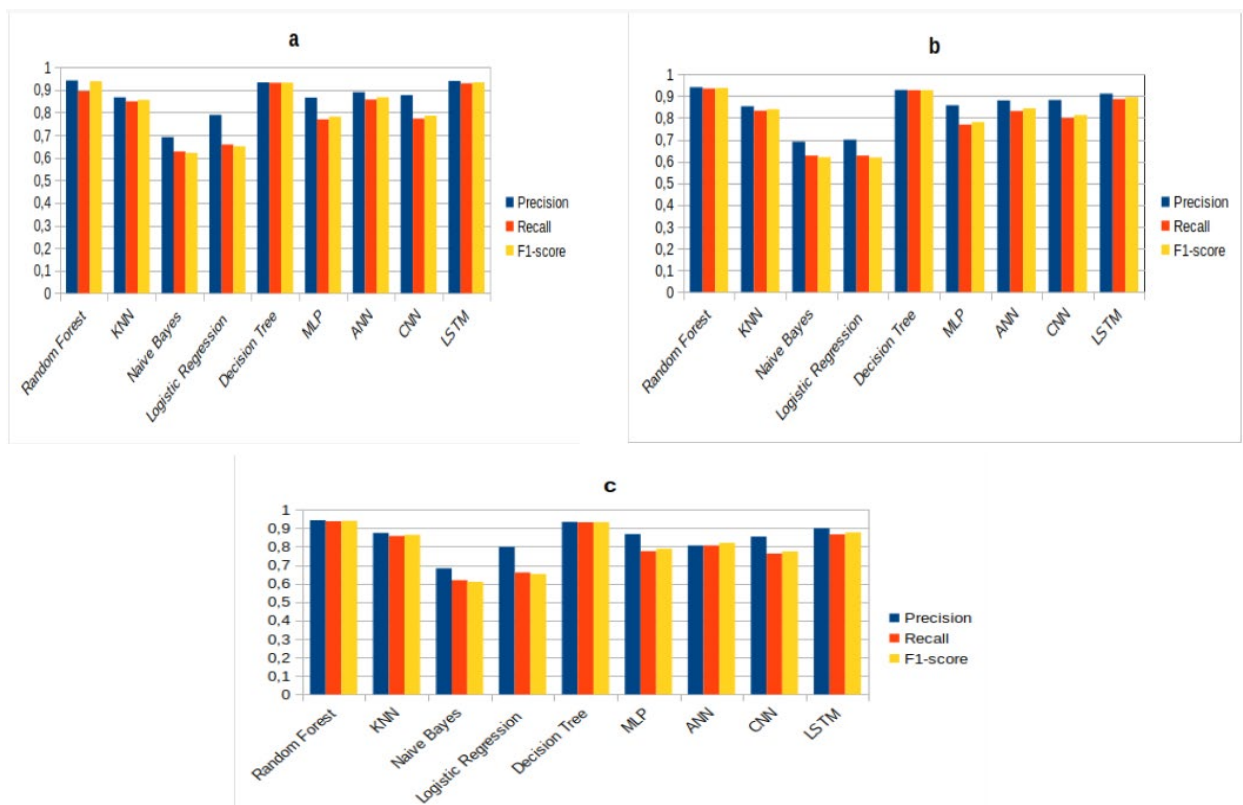 a
1
0,9
0,8
0,7
0,6
0,5
0,4
0,3
0,2
0,1
0
Random Forest
KNN
Naive Bayes
Logistic Regression
Decision Tree
MLP
ANN
CNN
LSTM
Precision
Recall
F1-score
b
1
0,9
0,8
0,7
0,6
0,5
0,4
0,3
0,2
0,1
0
Random Forest
KNN
Naive Bayes
Logistic Regression
Decision Tree
MLP
ANN
CNN
LSTM
Precision
Recall
F1-score
c
1
0,9
0,8
0,7
0,6
0,5
0,4
0,3
0,2
0,1
0
Random Forest
KNN
Naive Bayes
Logistic Regression
Decision Tree
MLP
ANN
CNN
LSTM
Precision
Recall
F1-score